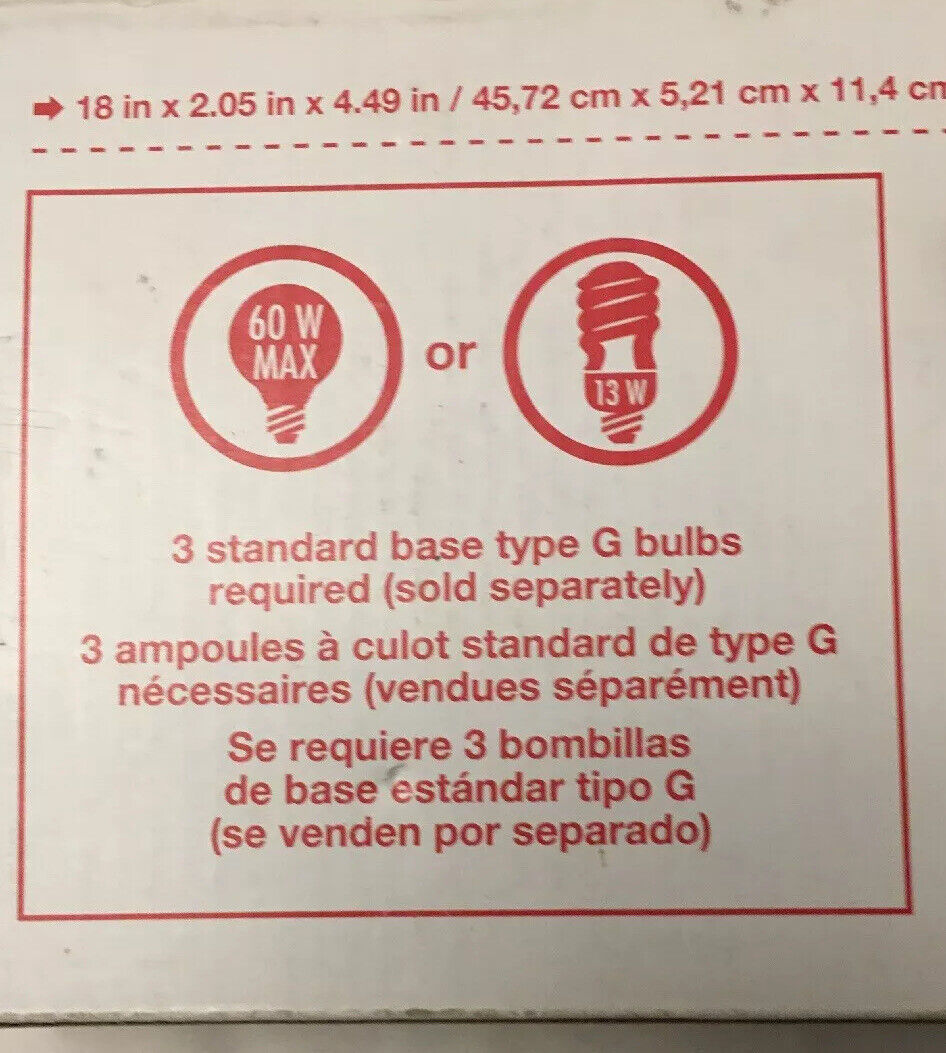 18 in x 2.05 in x 4.49 in / 45,72 cm x 5,21 cm x 11,4
60 W
MAX
or
13 W
3 standard base type G bulbs
required (sold separately)
3 ampoules à culot standard de type G
nécessaires (vendues séparément)
Se requiere 3 bombillas
de base estándar tipo G
(se venden por separado)